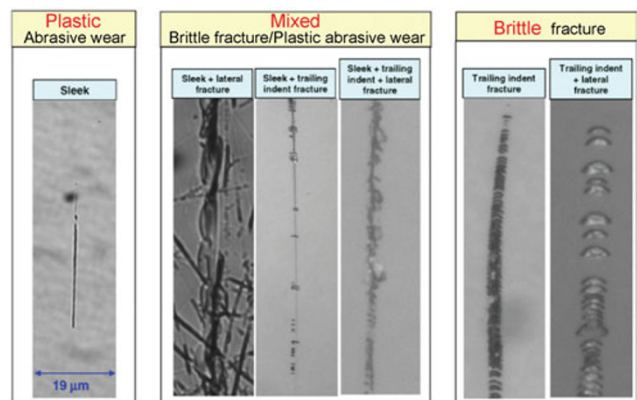 Plastic
Abrasive wear
Sleek
19 μm
Mixed
Brittle fracture/Plastic abrasive wear
Sleek + lateral
fracture
Sleek + trailing
indent fracture
Sleek + trailing
indent + lateral
fracture
Brittle fracture
Trailing indent
fracture
Trailing indent
+ lateral
fracture